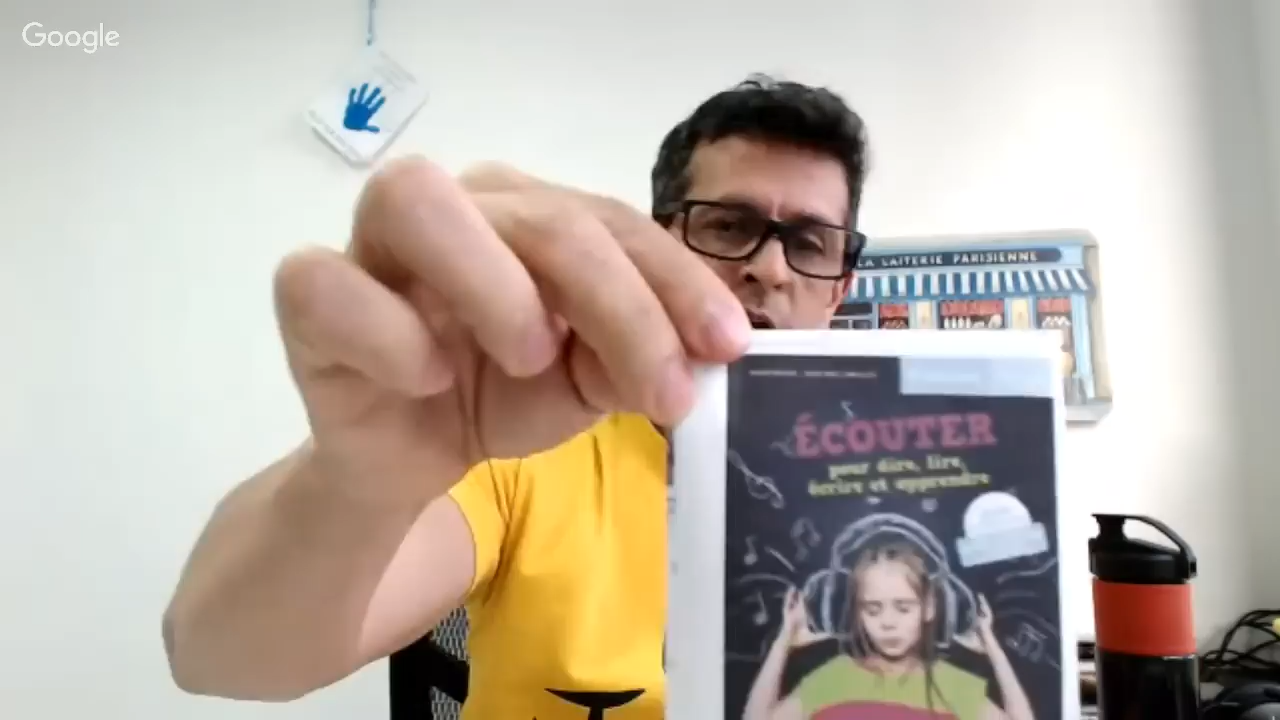 Google
LA LAITERIE PARISIENNE
ÉCOUTER
pour dire, lire,
écrire et apprendre